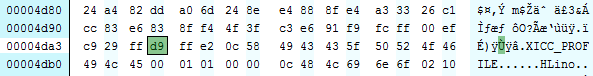 00004d80 24 a4 82 dd a0 6d 24 8e e4 88 8f e4 a3 33 26 c1 $¤‚Ý m$Žäˆ ä£3&Á
00004d90 cc 83 e6 83 8f f4 4f 3f c3 e6 91 f9 fc ff 00 ef Ìƒæƒ ôO?Ãæ‘ùüÿ.ï
00004da3 c9 29 ff d9 ff e2 0c 58 49 43 43 5f 50 52 4f 46 É)ÿÙÿâ.XICC_PROF
00004db0 49 4c 45 00 01 01 00 00 0c 48 4c 69 6e 6f 02 10 ILE......HLino..